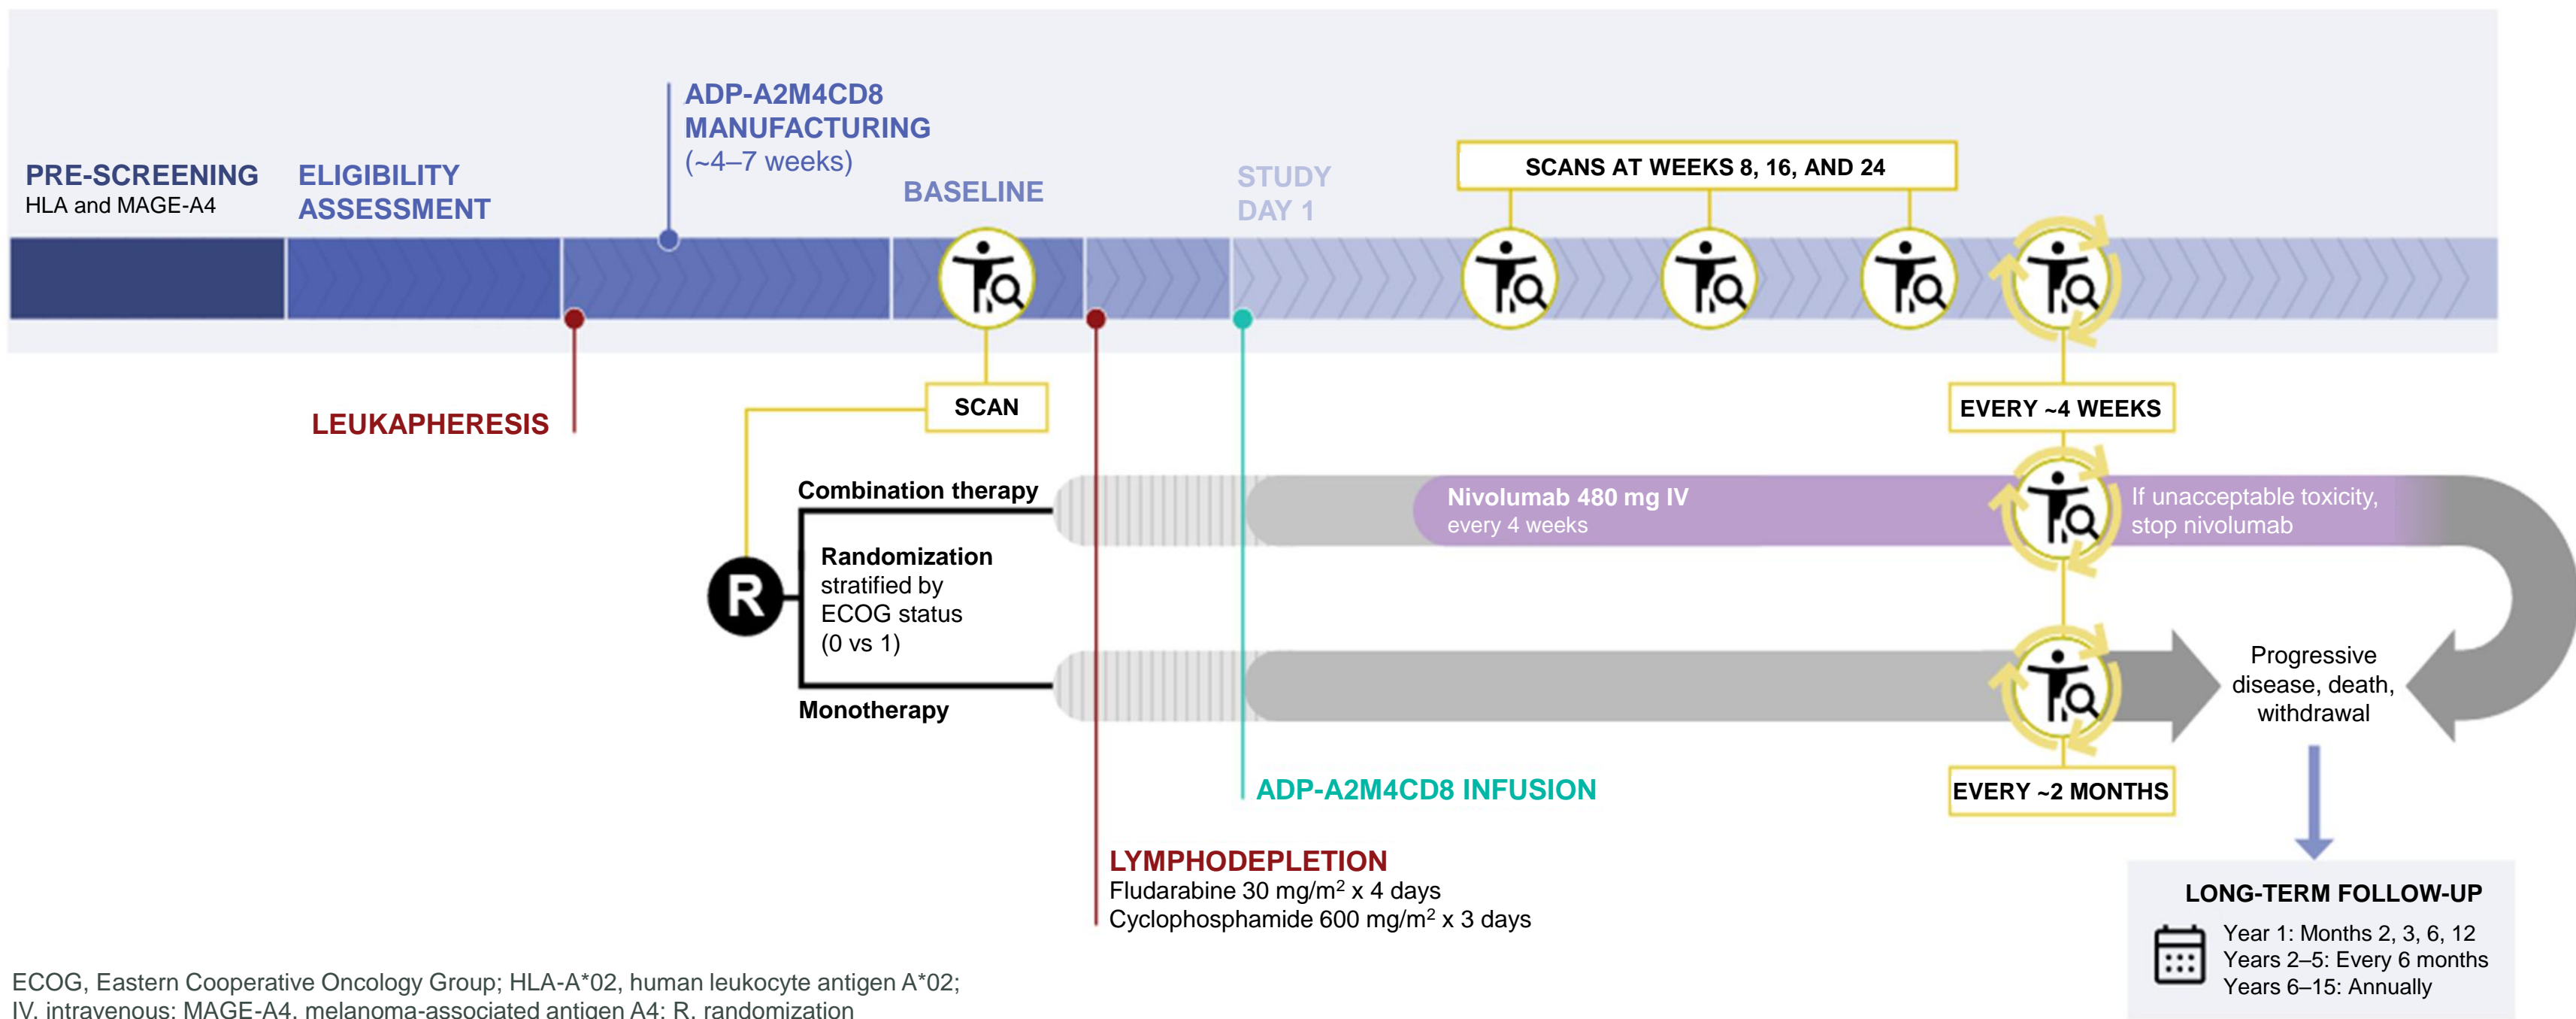 ADP-A2M4CD8
MANUFACTURING
(~4–7 weeks)
PRE-SCREENING
HLA and MAGE-A4
ELIGIBILITY
ASSESSMENT
BASELINE
STUDY
DAY 1
SCANS AT WEEKS 8, 16, AND 24
LEUKAPHERESIS
SCAN
EVERY ~4 WEEKS
Combination therapy
Nivolumab 480 mg IV
every 4 weeks
If unacceptable toxicity,
stop nivolumab
R
Randomization
stratified by
ECOG status
(0 vs 1)
Monotherapy
Progressive
disease, death,
withdrawal
ADP-A2M4CD8 INFUSION
EVERY ~2 MONTHS
LYMPHODEPLETION
Fludarabine 30 mg/m² x 4 days
Cyclophosphamide 600 mg/m² x 3 days
LONG-TERM FOLLOW-UP
Year 1: Months 2, 3, 6, 12
Years 2–5: Every 6 months
Years 6–15: Annually
ECOG, Eastern Cooperative Oncology Group; HLA-A*02, human leukocyte antigen A*02;
IV, intravenous; MAGE-A4, melanoma-associated antigen A4; R, randomization